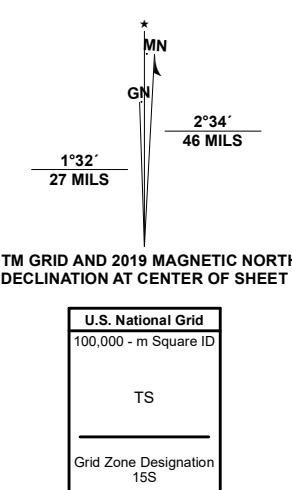 MN
GN
2°34´
46 MILS
1°32´
27 MILS
TM GRID AND 2019 MAGNETIC NORTH
DECLINATION AT CENTER OF SHEET
U.S. National Grid
100,000 - m Square ID
TS
Grid Zone Designation
15S